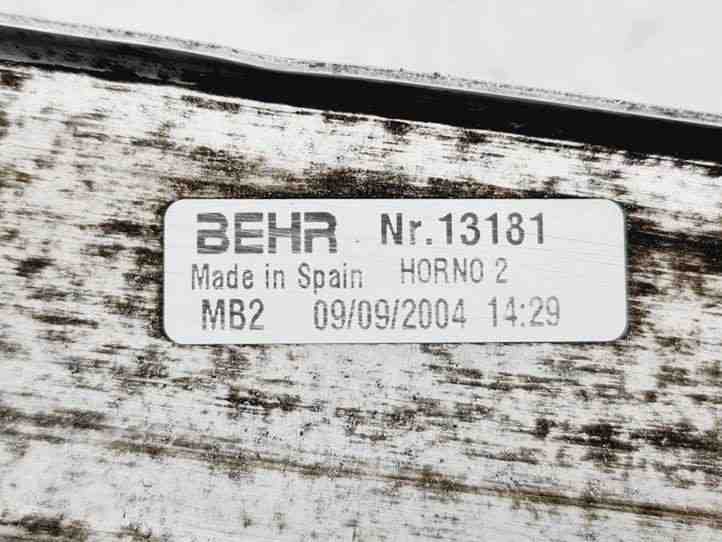 BEHR Nr.13181
Made in Spain HORNO 2
MB2 09/09/2004 14:29